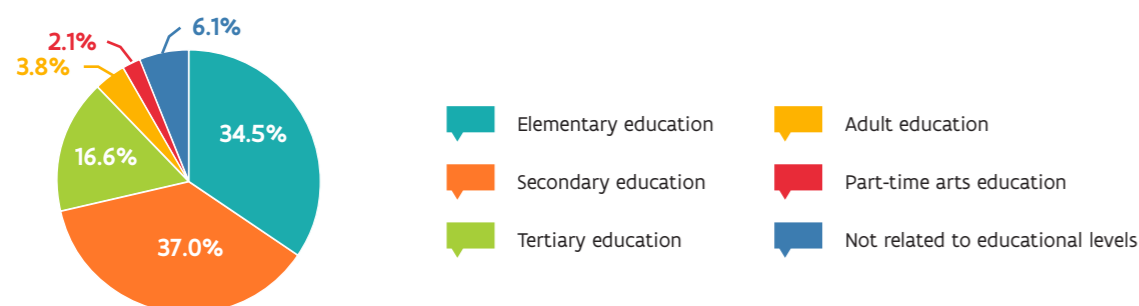 6.1%
2.1%
3.8%
34.5%
16.6%
37.0%
Elementary education
Secondary education
Tertiary education
Adult education
Part-time arts education
Not related to educational levels